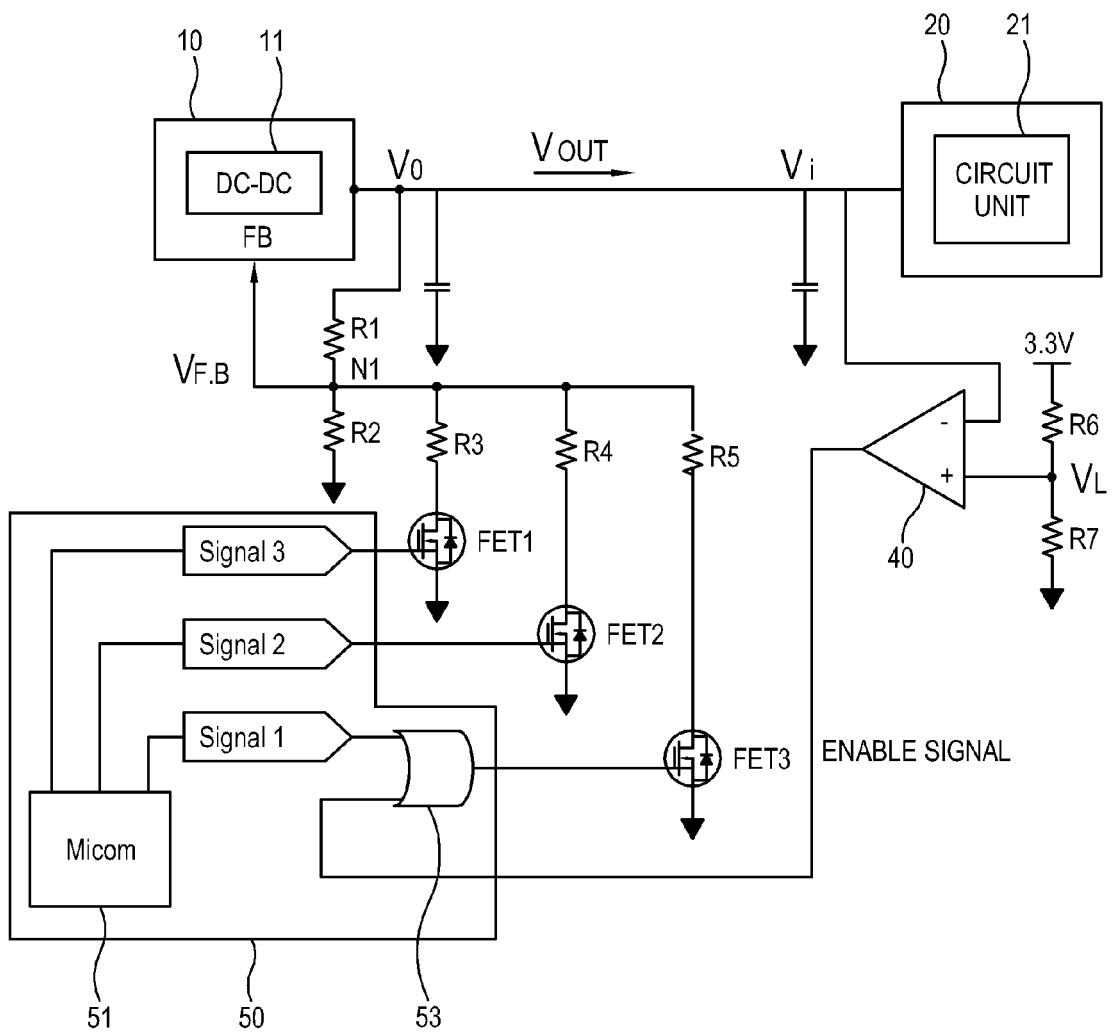 10
11
20
21
DC-DC
FB
V0
VOUT
Vi
CIRCUIT
UNIT
R1
N1
VF.B
R2
R3
R4
R5
3.3V
R6
-
+
VL
R7
40
Signal 3
FET1
Signal 2
FET2
Signal 1
FET3
ENABLE SIGNAL
Micom
51
50
53